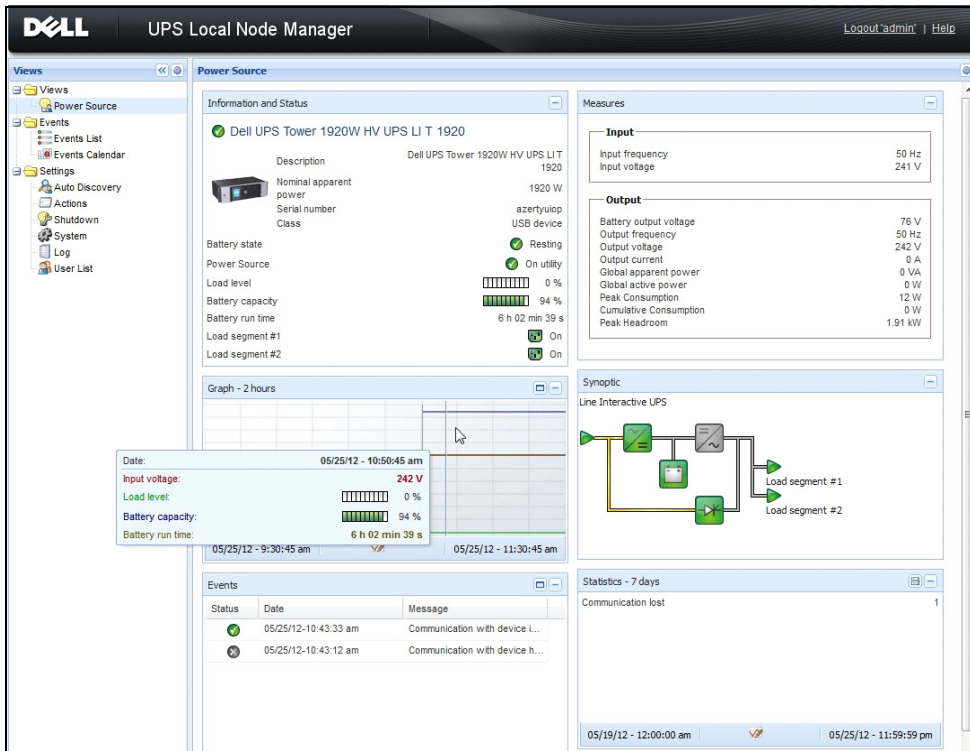 DELL UPS Local Node Manager Logout 'admin' | Help
Views
Views
Power Source
Events
Events List
Events Calendar
Settings
Auto Discovery
Actions
Shutdown
System
Log
User List
Power Source
Information and Status
Dell UPS Tower 1920W HV UPS LI T 1920
Description Dell UPS Tower 1920W HV UPS LI T
1920
Nominal apparent
power 1920 W
Serial number azertyuiop
Class USB device
Battery state Resting
Power Source On utility
Load level 0 %
Battery capacity 94 %
Battery run time 6 h 02 min 39 s
Load segment #1 On
Load segment #2 On
Measures
Input
Input frequency 50 Hz
Input voltage 241 V
Output
Battery output voltage 76 V
Output frequency 50 Hz
Output voltage 242 V
Output current 0 A
Global apparent power 0 VA
Global active power 0 W
Peak Consumption 12 W
Cumulative Consumption 0 W
Peak Headroom 1.91 kW
Graph - 2 hours
Date: 05/25/12 - 10:50:45 am
Input voltage: 242 V
Load level: 0 %
Battery capacity: 94 %
Battery run time: 6 h 02 min 39 s
05/25/12 - 9:30:45 am 05/25/12 - 11:30:45 am
Synoptic
Line Interactive UPS
Load segment #1
Load segment #2
Events
Status Date Message
05/25/12-10:43:33 am Communication with device i...
05/25/12-10:43:12 am Communication with device h...
Statistics - 7 days
Communication lost 1
05/19/12 - 12:00:00 am 05/25/12 - 11:59:59 pm